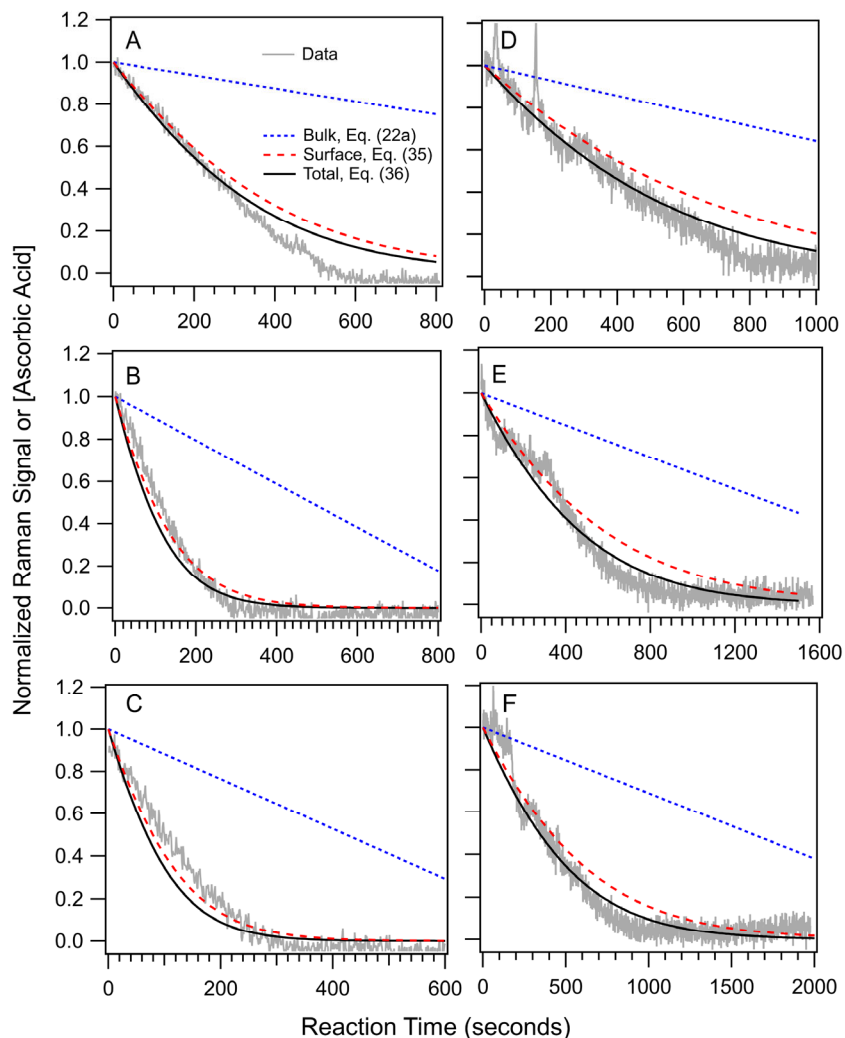 Normalized Raman Signal or [Ascorbic Acid]
A
Data
Bulk, Eq. (22a)
Surface, Eq. (35)
Total, Eq. (36)
1.2
1.0
0.8
0.6
0.4
0.2
0.0
0 200 400 600 800
D
0 200 400 600 800 1000
B
1.2
1.0
0.8
0.6
0.4
0.2
0.0
0 200 400 600 800
E
0 400 800 1200 1600
C
1.2
1.0
0.8
0.6
0.4
0.2
0.0
0 200 400 600
F
0 500 1000 1500 2000
Reaction Time (seconds)